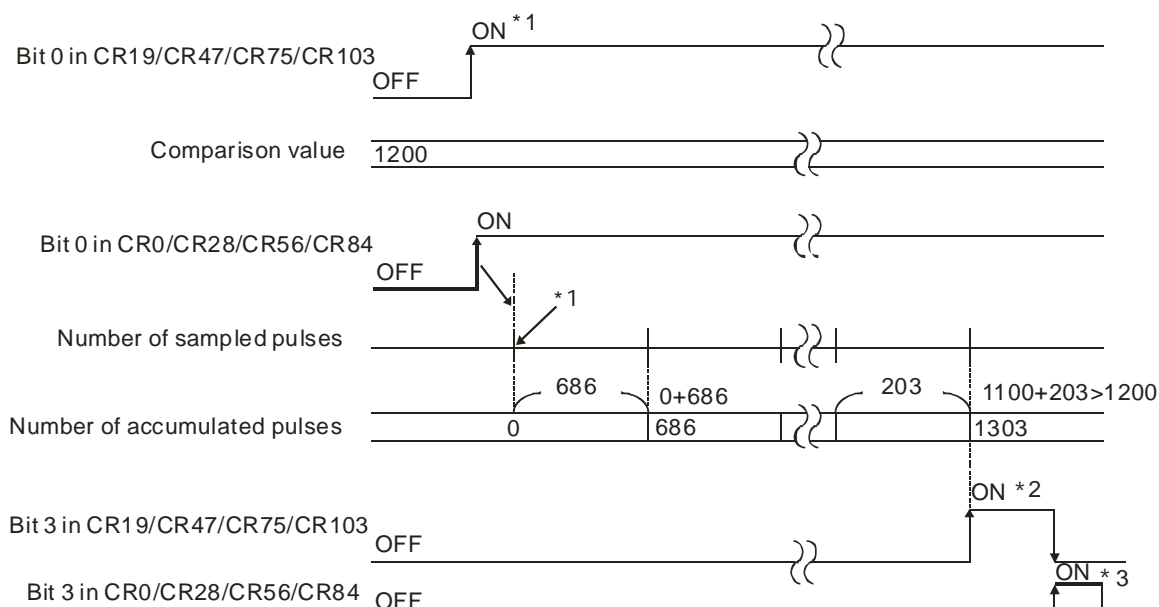 ON *1
Bit 0 in CR19/CR47/CR75/CR103
OFF
Comparison value
1200
ON
Bit 0 in CR0/CR28/CR56/CR84
OFF
*1
Number of sampled pulses
686
0+686
203
1100+203>1200
Number of accumulated pulses
0
686
1303
ON *2
Bit 3 in CR19/CR47/CR75/CR103
OFF
ON *3
Bit 3 in CR0/CR28/CR56/CR84
OFF